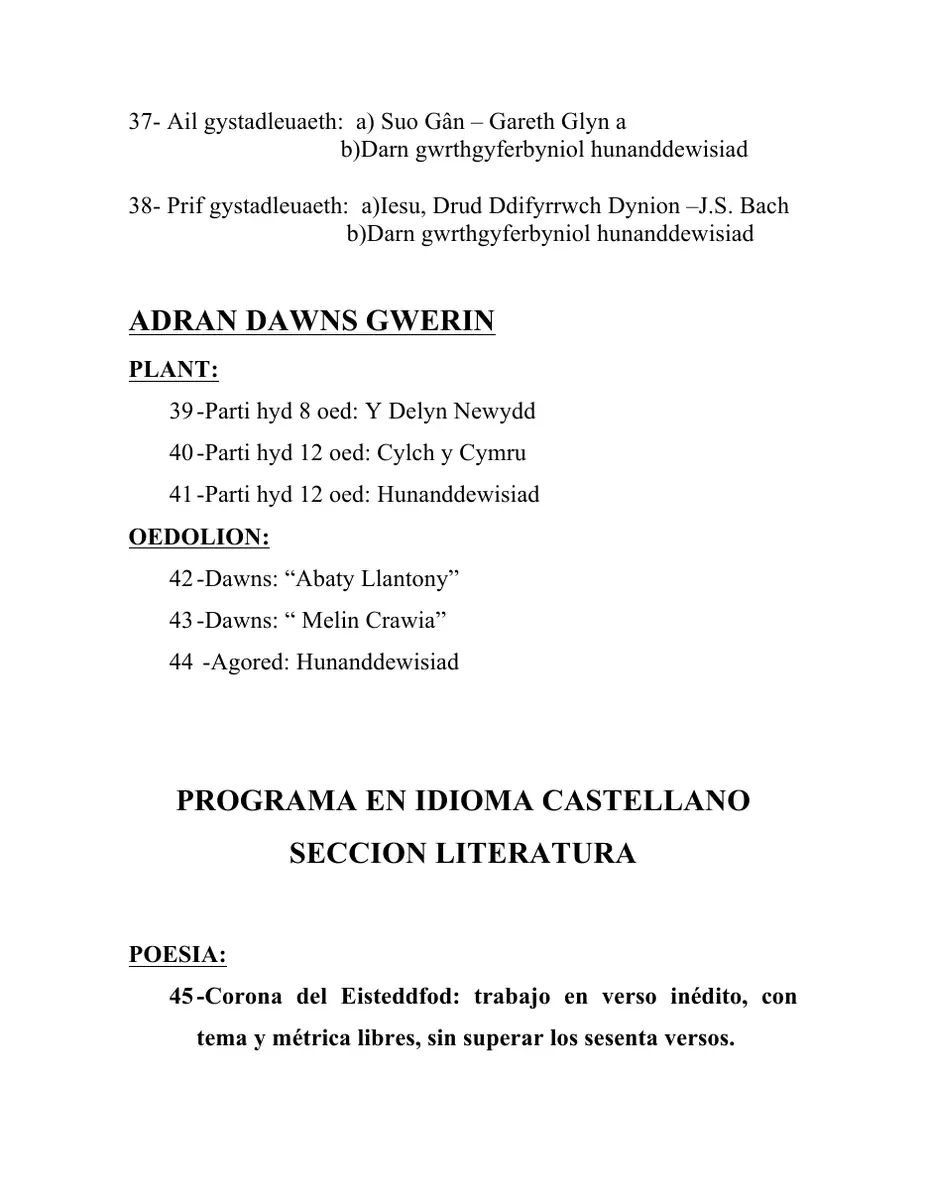 37- Ail gystadleuaeth:  a) Suo Gân – Gareth Glyn a
b)Darn gwrthgyferbyniol hunanddewisiad
38- Prif gystadleuaeth:  a)Iesu, Drud Ddifyrrwch Dynion –J.S. Bach
b)Darn gwrthgyferbyniol hunanddewisiad
ADRAN DAWNS GWERIN
PLANT:
39-Parti hyd 8 oed: Y Delyn Newydd
40-Parti hyd 12 oed: Cylch y Cymru
41-Parti hyd 12 oed: Hunanddewisiad
OEDOLION:
42-Dawns: “Abaty Llantony”
43-Dawns: “ Melin Crawia”
44 -Agored: Hunanddewisiad
PROGRAMA EN IDIOMA CASTELLANO
SECCION LITERATURA
POESIA:
45-Corona del Eisteddfod: trabajo en verso inédito, con
tema y métrica libres, sin superar los sesenta versos.